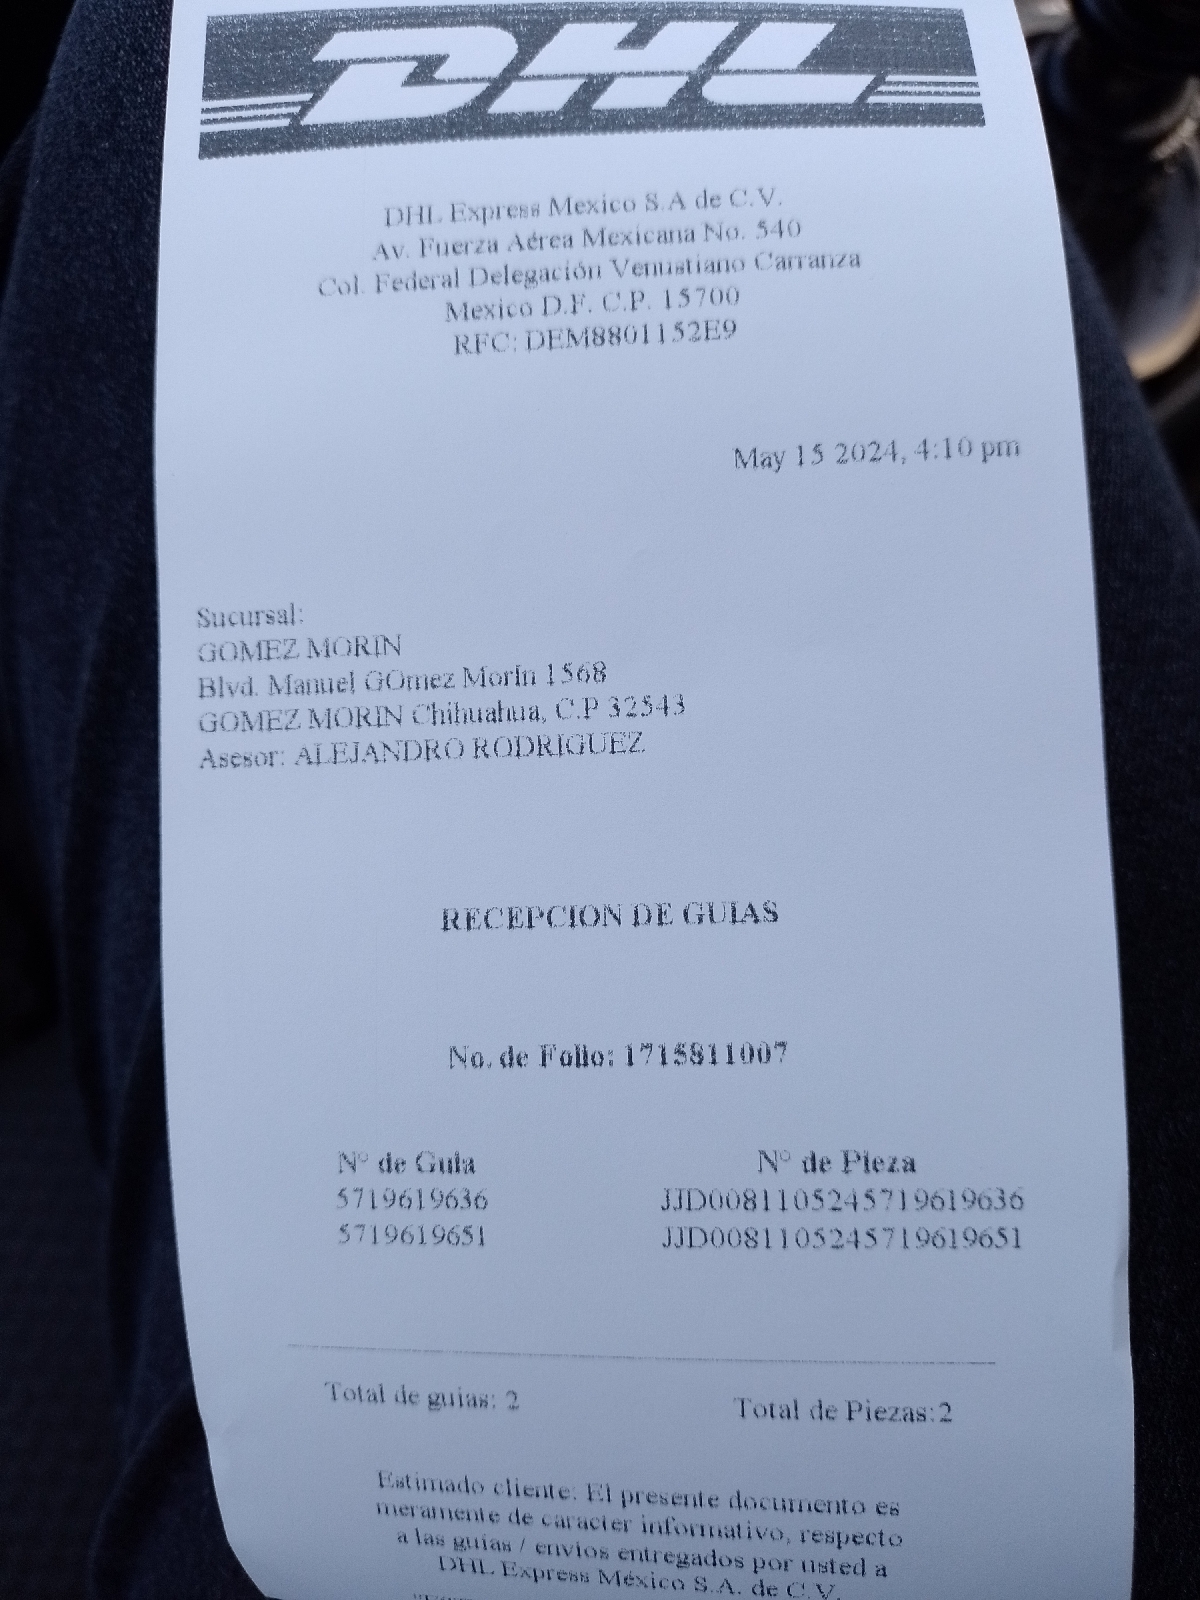 DHL
DHL Express Mexico S.A de C.V.
Av. Fuerza Aérea Mexicana No. 540
Col. Federal Delegación Venustiano Carranza
Mexico D.F. C.P. 15700
RFC: DEM8801152E9
May 15 2024, 4:10 pm
Sucursal:
GOMEZ MORIN
Blvd. Manuel GOmez Morín 1568
GOMEZ MORIN Chihuahua, C.P 32543
Asesor: ALEJANDRO RODRIGUEZ
RECEPCION DE GUIAS
No. de Folio: 1715811007
N° de Guia N° de Pieza
5719619636 JJD0081105245719619636
5719619651 JJD0081105245719619651
Total de guias: 2 Total de Piezas:2
Estimado cliente: El presente documento es
meramente de caracter informativo, respecto
a las guías / envíos entregados por usted a
DHL Express México S.A. de C.V.